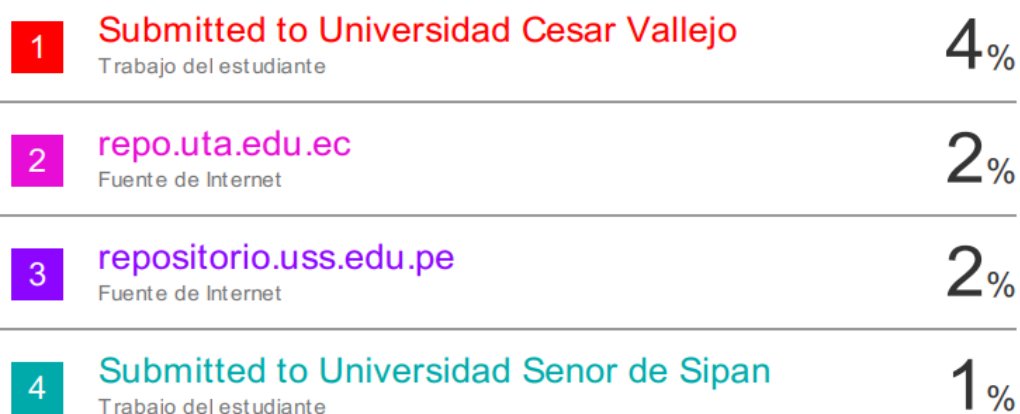 1 Submitted to Universidad Cesar Vallejo 4%
Trabajo del estudiante
2 repo.uta.edu.ec 2%
Fuente de Internet
3 repositorio.uss.edu.pe 2%
Fuente de Internet
4 Submitted to Universidad Senor de Sipan 1%
Trabajo del estudiante